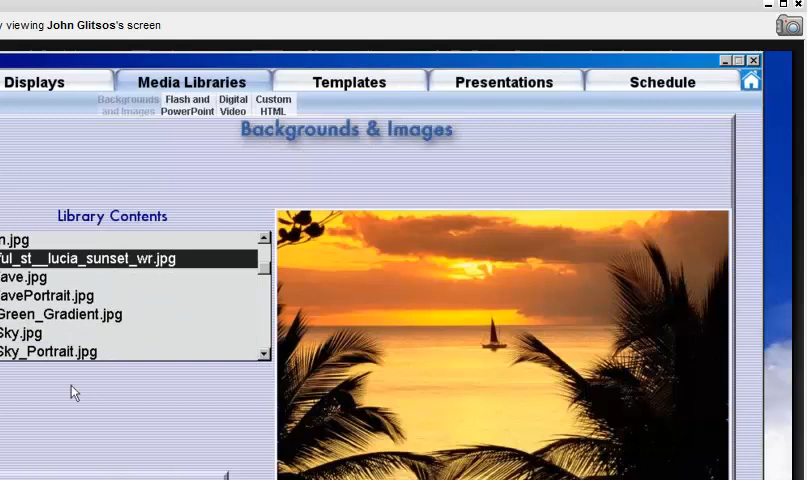 viewing John Glitsos's screen
Displays Media Libraries Templates Presentations Schedule
Backgrounds and Images
Flash and PowerPoint
Digital Video
Custom HTML
Backgrounds & Images
Library Contents
n.jpg
ful_st__lucia_sunset_wr.jpg
ave.jpg
avePortrait.jpg
Green_Gradient.jpg
Sky.jpg
Sky_Portrait.jpg